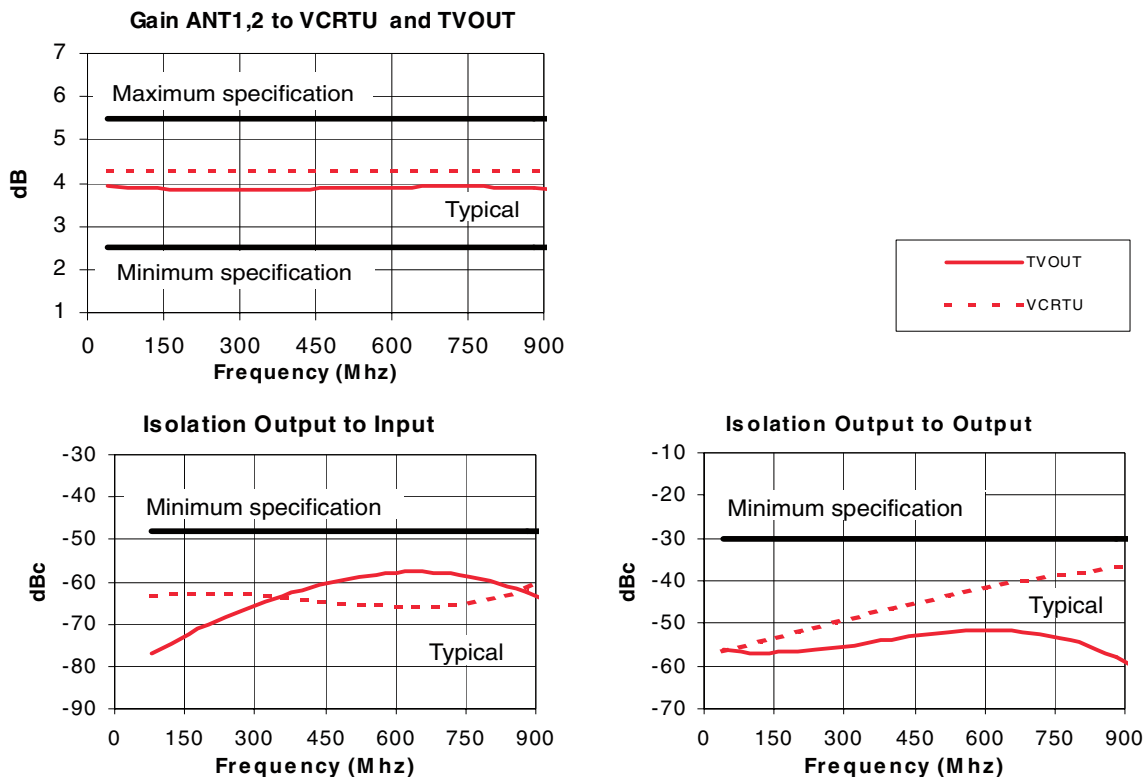 Gain ANT1,2 to VCRTU and TVOUT
7
6
5
4
3
2
1
dB
Maximum specification
Typical
Minimum specification
0 150 300 450 600 750 900
Frequency (Mhz)
TVOUT
VCRTU
Isolation Output to Input
-30
-40
-50
-60
-70
-80
-90
dBc
Minimum specification
Typical
0 150 300 450 600 750 900
Frequency (Mhz)
Isolation Output to Output
-10
-20
-30
-40
-50
-60
-70
dBc
Minimum specification
Typical
0 150 300 450 600 750 900
Frequency (Mhz)